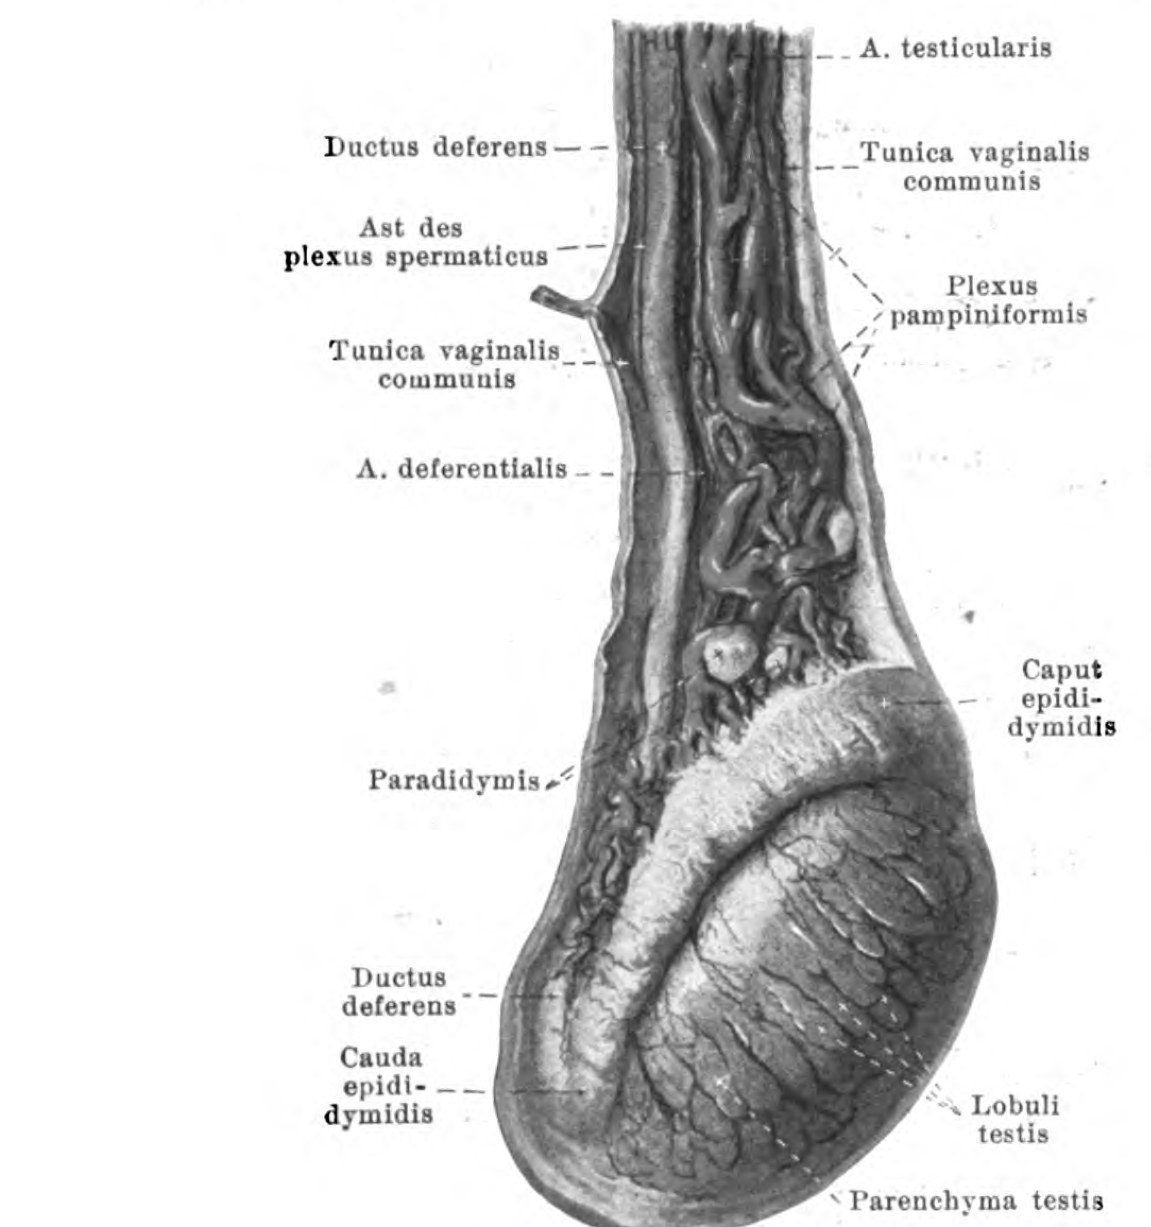 A. testicularis
Ductus deferens
Tunica vaginalis
communis
Ast des
plexus spermaticus
Plexus
pampiniformis
Tunica vaginalis
communis
A. deferentialis
Caput
epidi-
dymidis
Paradidymis
Ductus
deferens
Cauda
epidi-
dymidis
Lobuli
testis
Parenchyma testis